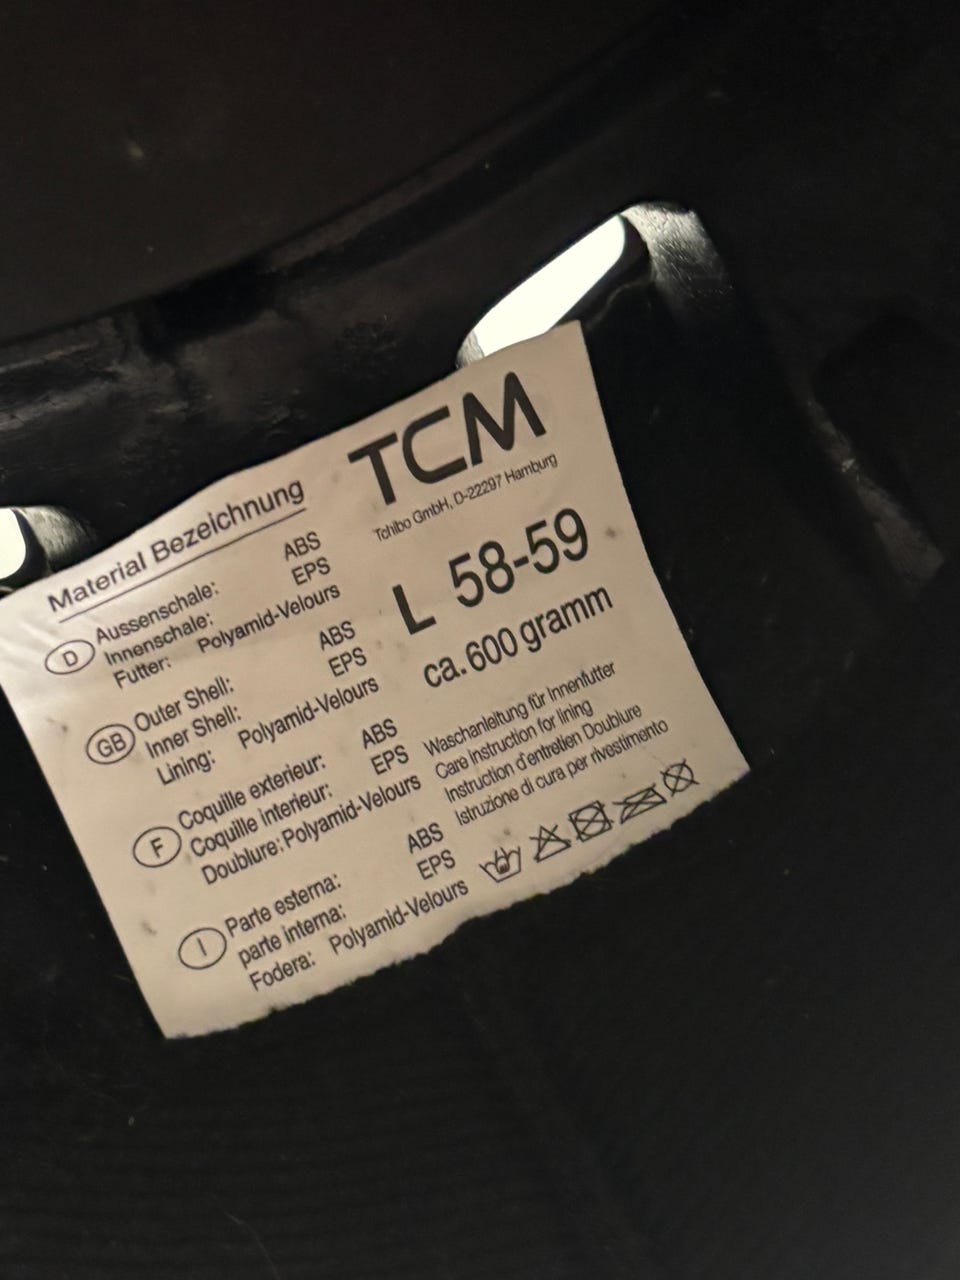 TCM
Tchibo GmbH, D-22297 Hamburg
L 58-59
ca. 600 gramm
Material Bezeichnung
D
Aussenschale: ABS
Innenschale: EPS
Futter: Polyamid-Velours
GB
Outer Shell: ABS
Inner Shell: EPS
Lining: Polyamid-Velours
F
Coquille exterieur: ABS
Coquille interieur: EPS
Doublure: Polyamid-Velours
I
Parte esterna: ABS
parte interna: EPS
Fodera: Polyamid-Velours
Waschanleitung für Innenfutter
Care instruction for lining
Instruction d'entretien Doublure
Istruzione di cura per rivestimento